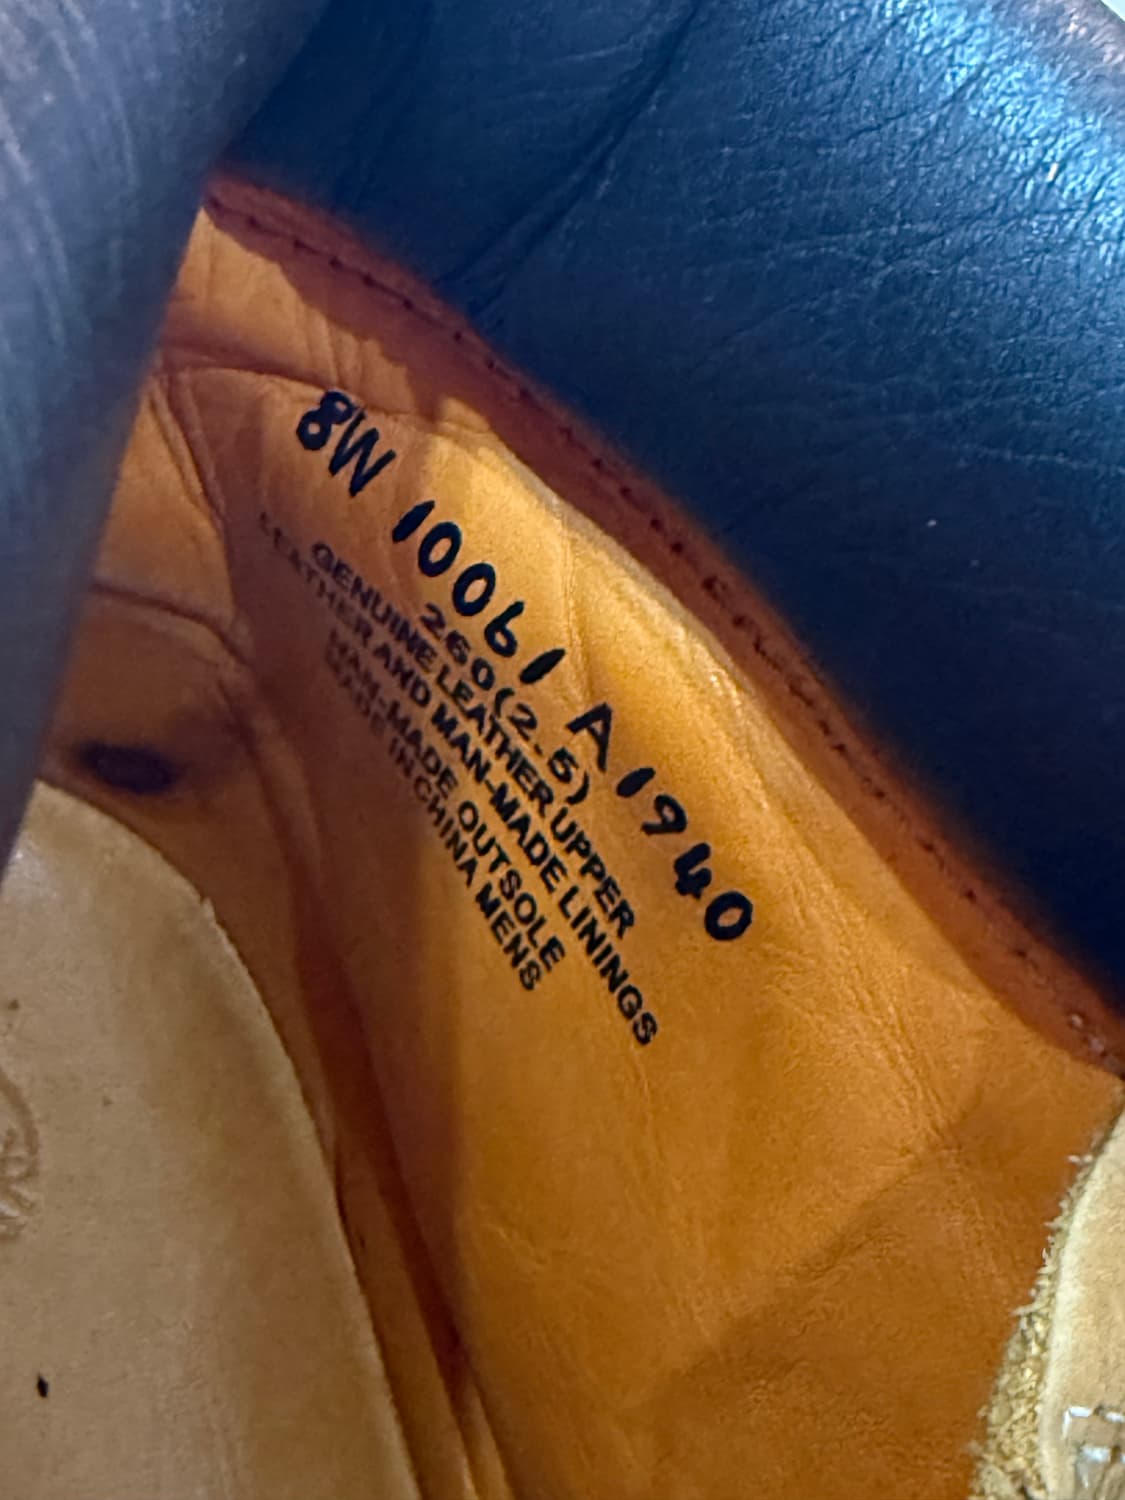 8W 10061 A1940
260(2.5)
GENUINE LEATHER UPPER
LEATHER AND MAN-MADE LININGS
MAN-MADE OUTSOLE
MADE IN CHINA MENS